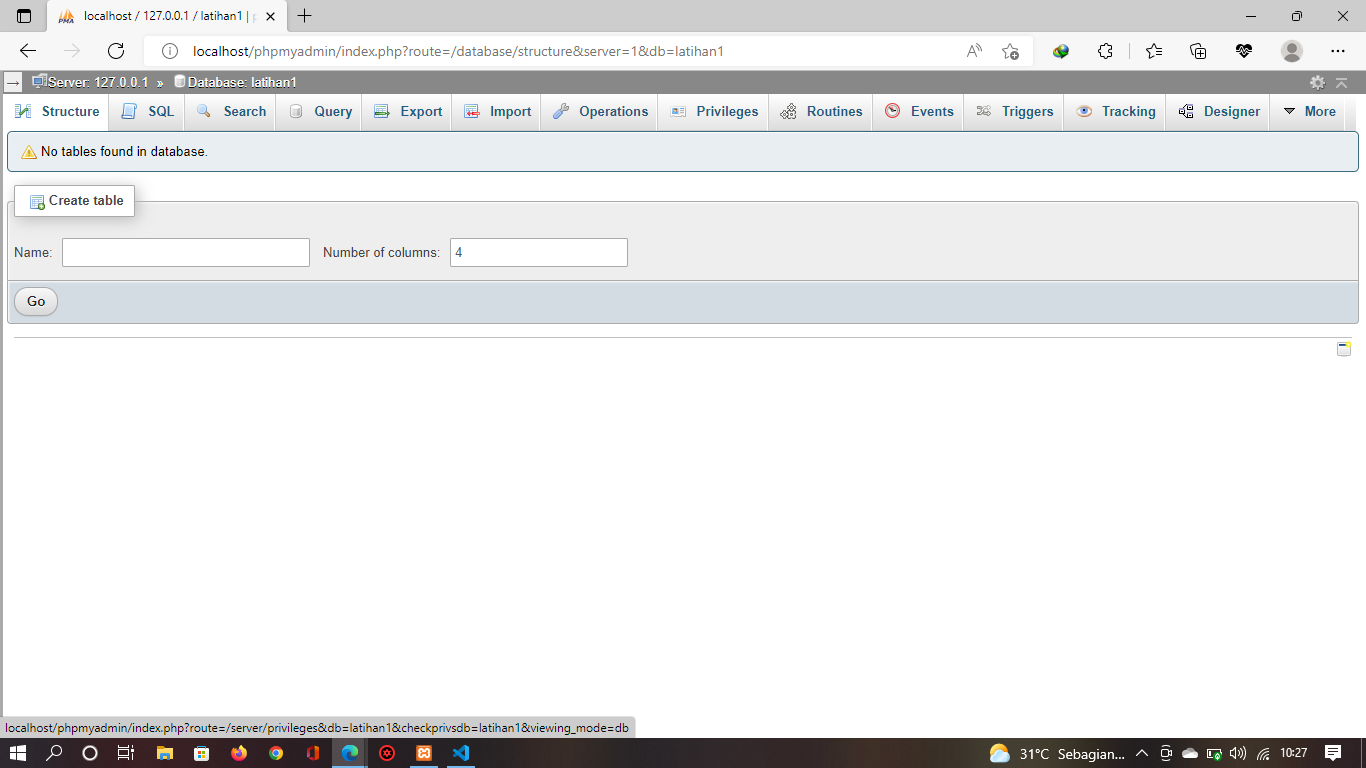 localhost / 127.0.0.1 / latihan1 |
localhost/phpmyadmin/index.php?route=/database/structure&server=1&db=latihan1
Server: 127.0.0.1 » Database: latihan1
Structure SQL Search Query Export Import Operations Privileges Routines Events Triggers Tracking Designer More
No tables found in database.
Create table
Name: Number of columns: 4
Go
localhost/phpmyadmin/index.php?route=/server/privileges&db=latihan1&checkprivsdb=latihan1&viewing_mode=db
31°C Sebagian... 10:27